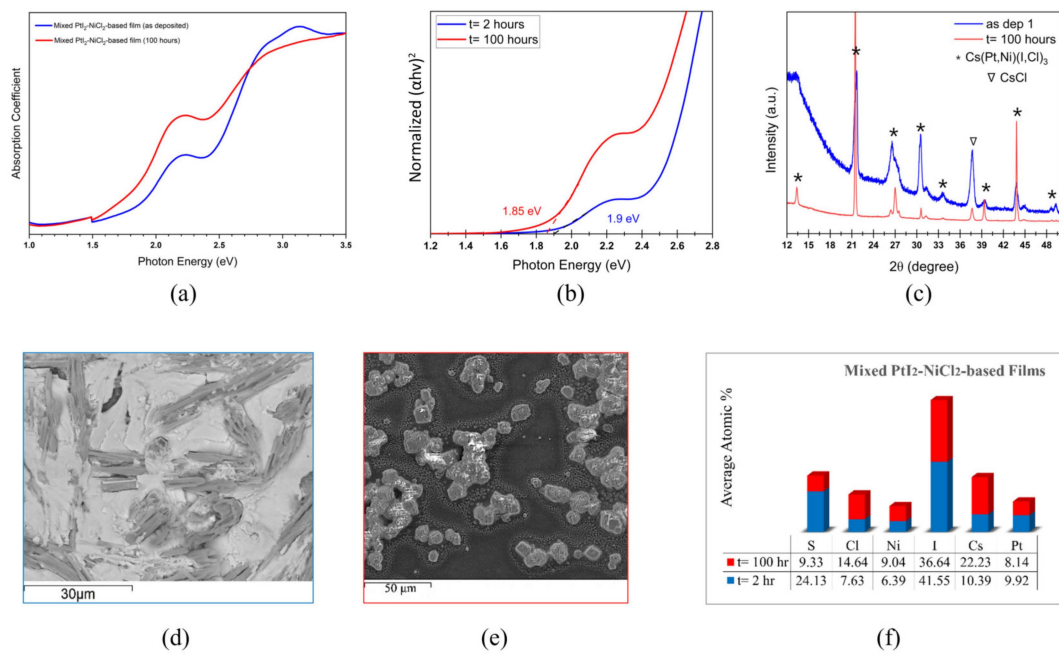 Mixed PtI2-NiCl2-based film (as deposited)
Mixed PtI2-NiCl2-based film (100 hours)
Absorption Coefficient
1.0 1.5 2.0 2.5 3.0 3.5
Photon Energy (eV)
(a)
t= 2 hours
t= 100 hours
Normalized (αhν)2
1.85 eV
1.9 eV
1.2 1.4 1.6 1.8 2.0 2.2 2.4 2.6 2.8
Photon Energy (eV)
(b)
as dep 1
t= 100 hours
* Cs(Pt,Ni)(I,Cl)3
∇ CsCl
Intensity (a.u.)
* * * * * ∇ * * *
12 15 18 21 24 27 30 33 36 39 42 45 48
2θ (degree)
(c)
30µm
(d)
50 µm
(e)
Mixed PtI2-NiCl2-based Films
Average Atomic %
S Cl Ni I Cs Pt
t= 100 hr 9.33 14.64 9.04 36.64 22.23 8.14
t= 2 hr 24.13 7.63 6.39 41.55 10.39 9.92
(f)